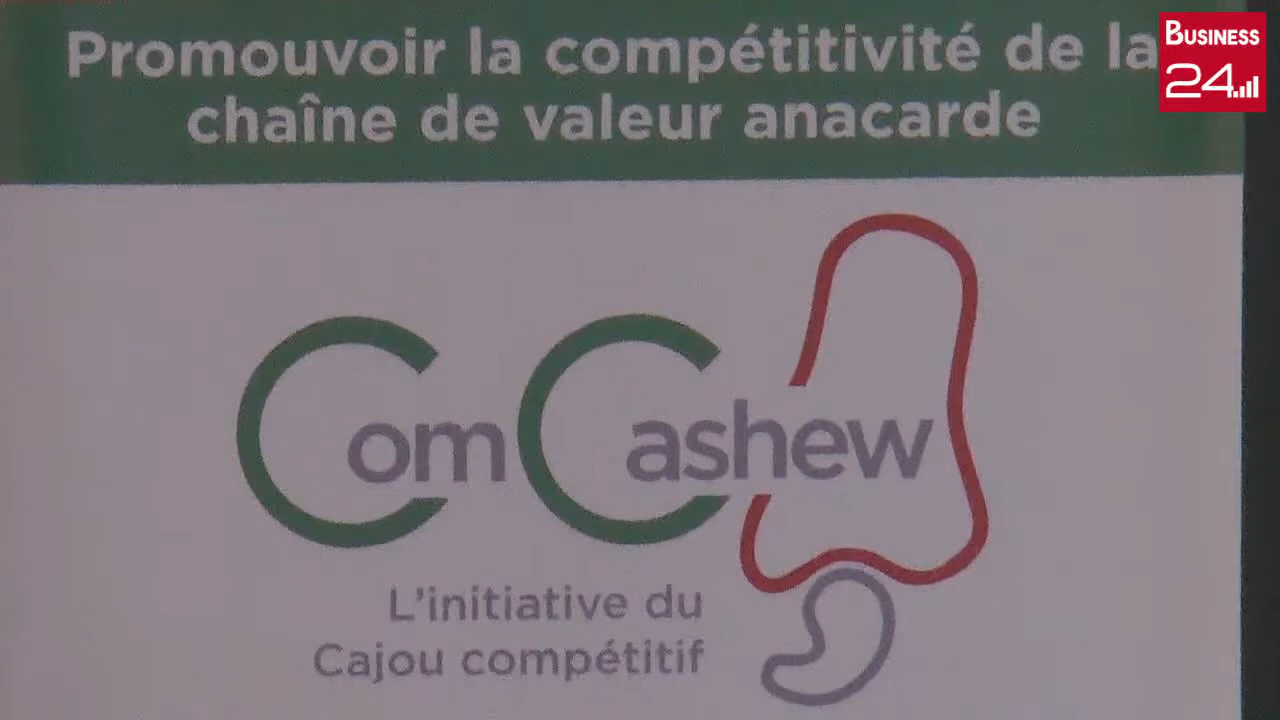 Promouvoir la compétitivité de la
chaîne de valeur anacarde
BUSINESS
24
ComCashew
L'initiative du
Cajou compétitif